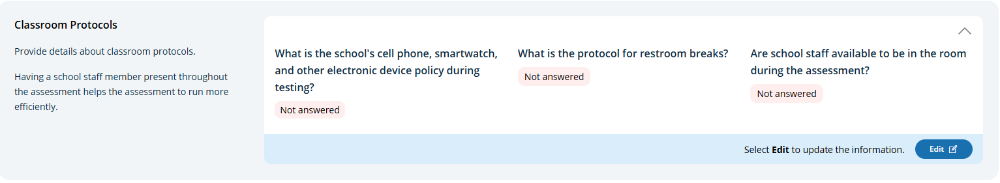 Classroom Protocols
Provide details about classroom protocols.
Having a school staff member present throughout
the assessment helps the assessment to run more
efficiently.
What is the school's cell phone, smartwatch,
and other electronic device policy during
testing?
Not answered
What is the protocol for restroom breaks?
Not answered
Are school staff available to be in the room
during the assessment?
Not answered
Select Edit to update the information.
Edit